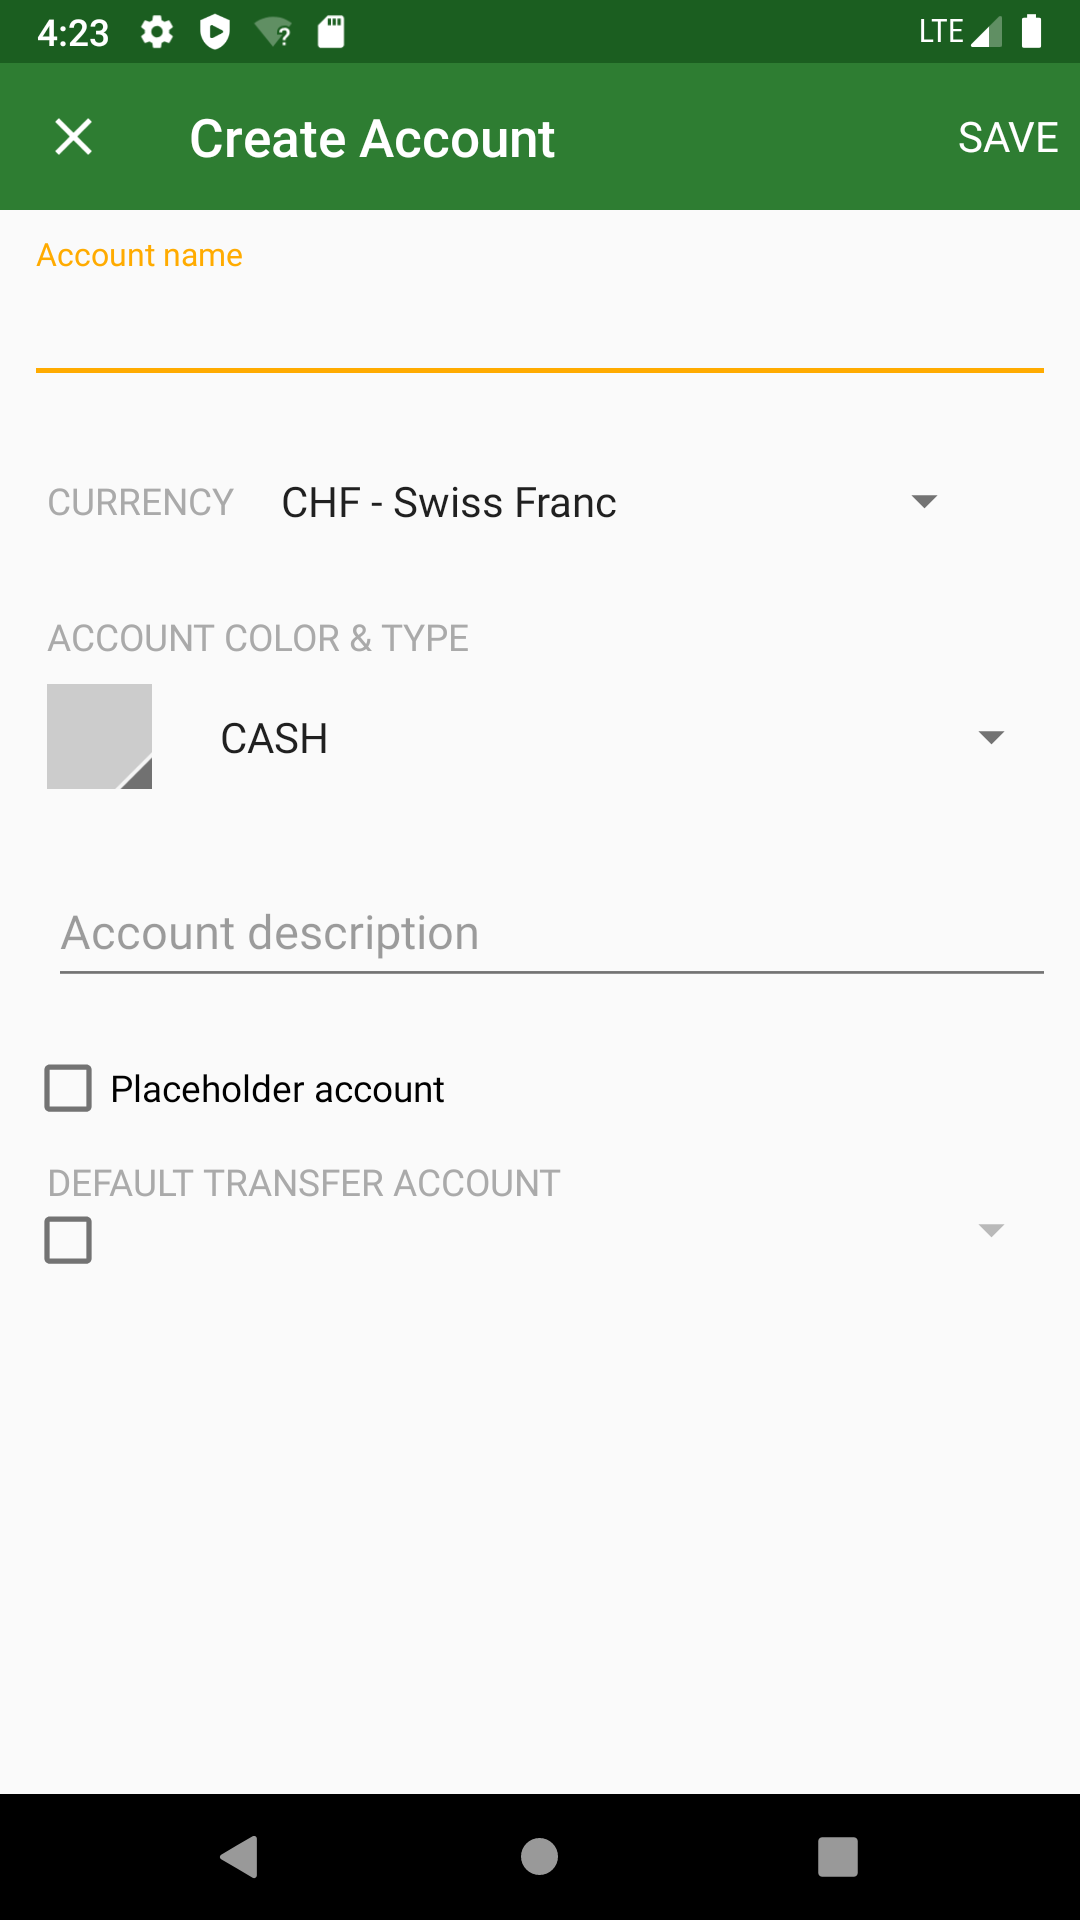 4:23
LTE
Create Account
SAVE
Account name
CURRENCY
CHF - Swiss Franc
ACCOUNT COLOR & TYPE
CASH
Account description
Placeholder account
DEFAULT TRANSFER ACCOUNT